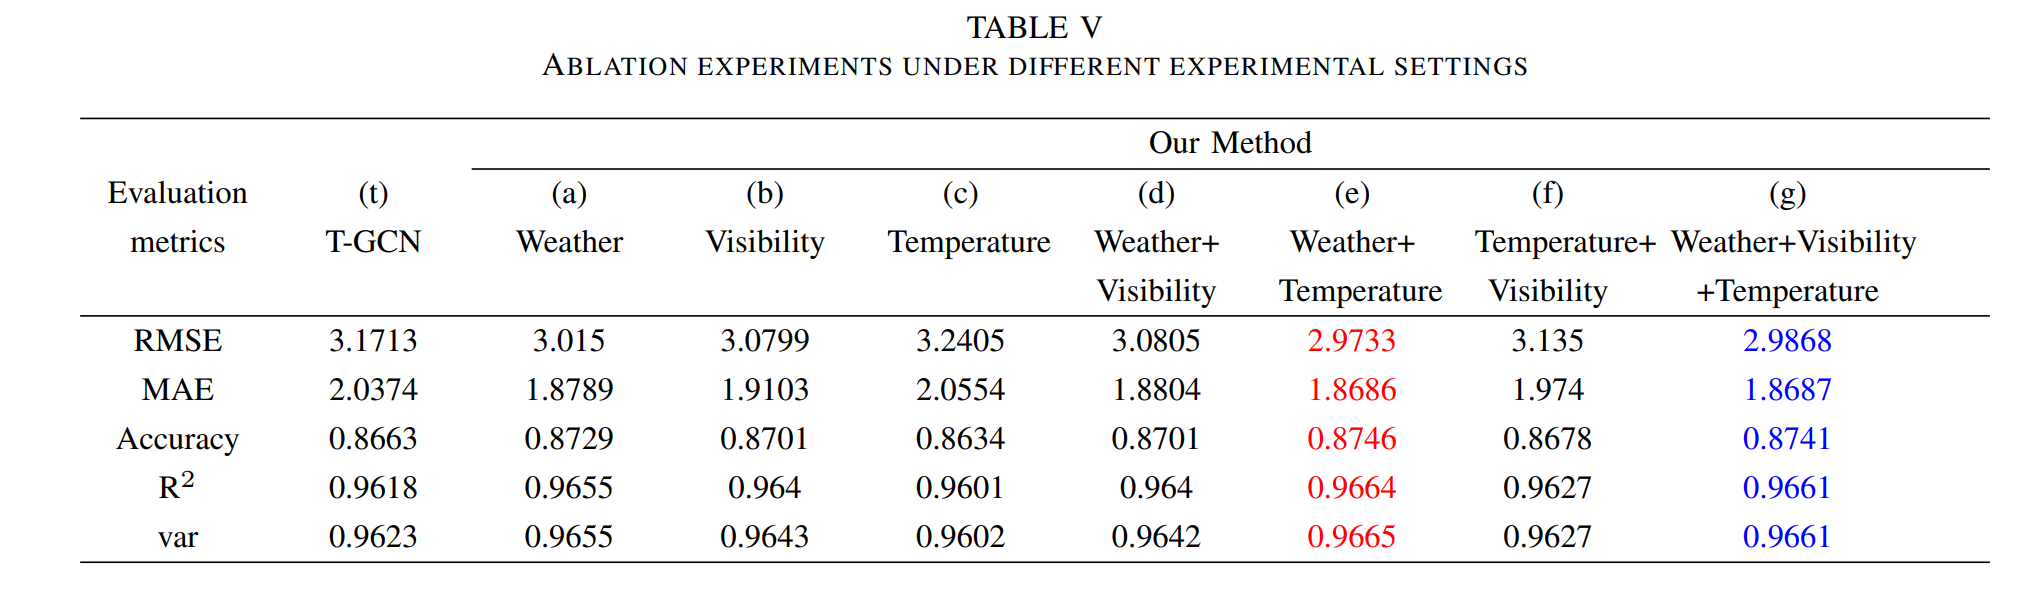 TABLE V
ABLATION EXPERIMENTS UNDER DIFFERENT EXPERIMENTAL SETTINGS
Our Method
Evaluation (t) (a) (b) (c) (d) (e) (f) (g)
metrics T-GCN Weather Visibility Temperature Weather+ Weather+ Temperature+ Weather+Visibility
Visibility Temperature Visibility +Temperature
RMSE 3.1713 3.015 3.0799 3.2405 3.0805 2.9733 3.135 2.9868
MAE 2.0374 1.8789 1.9103 2.0554 1.8804 1.8686 1.974 1.8687
Accuracy 0.8663 0.8729 0.8701 0.8634 0.8701 0.8746 0.8678 0.8741
R² 0.9618 0.9655 0.964 0.9601 0.964 0.9664 0.9627 0.9661
var 0.9623 0.9655 0.9643 0.9602 0.9642 0.9665 0.9627 0.9661